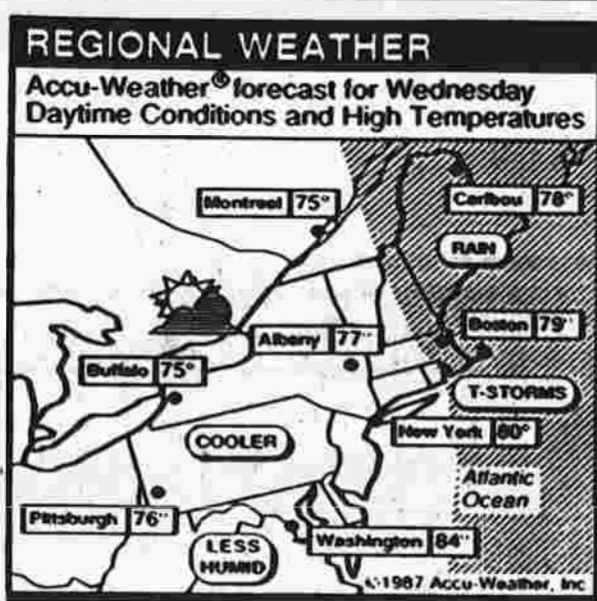 REGIONAL WEATHER
Accu-Weather® forecast for Wednesday
Daytime Conditions and High Temperatures
Montreal 75°
Caribou 78°
RAIN
Boston 79°
Albany 77°
Buffalo 75°
T-STORMS
New York 80°
COOLER
Atlantic
Ocean
Pittsburgh 76°
Washington 84°
LESS
HUMID
©1987 Accu-Weather, Inc